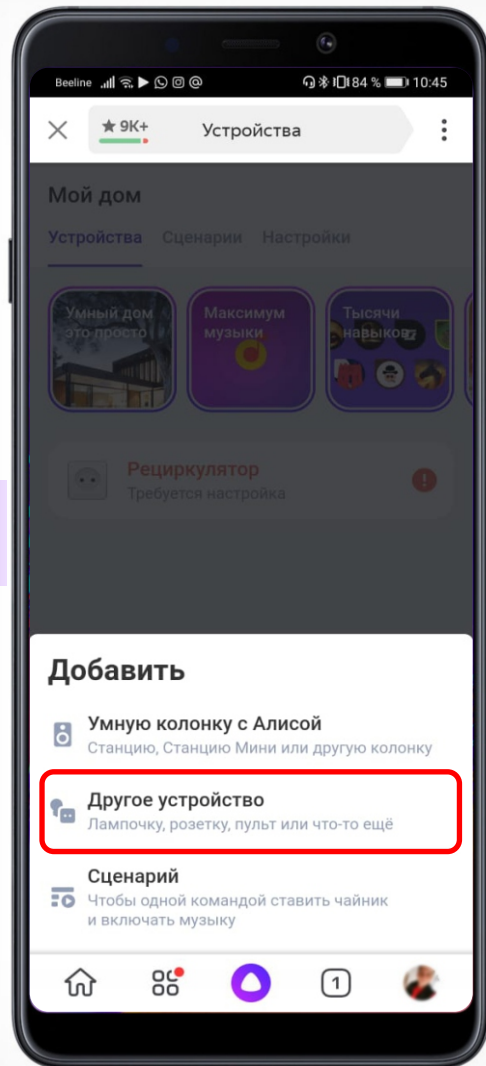 Beeline 84 % 10:45
★ 9K+ Устройства
Мой дом
Устройства Сценарии Настройки
Умный дом
это просто
Максимум
музыки
Тысячи
навыков
Рециркулятор
Требуется настройка
Добавить
Умную колонку с Алисой
Станцию, Станцию Мини или другую колонку
Другое устройство
Лампочку, розетку, пульт или что-то ещё
Сценарий
Чтобы одной командой ставить чайник
и включать музыку
1